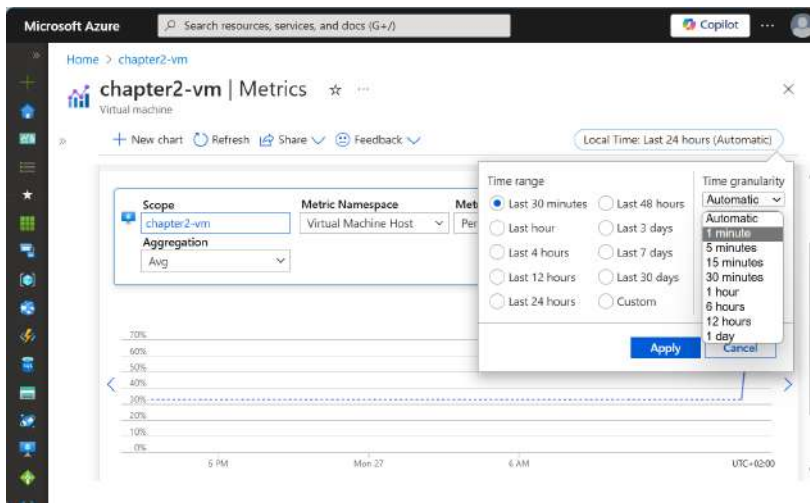 Microsoft Azure
Search resources, services, and docs (G+/)
Copilot
Home > chapter2-vm
chapter2-vm | Metrics
Virtual machine
New chart Refresh Share Feedback
Local Time: Last 24 hours (Automatic)
Scope
chapter2-vm
Metric Namespace
Virtual Machine Host
Met
Per
Aggregation
Avg
Time range
Last 30 minutes
Last 48 hours
Last hour
Last 3 days
Last 4 hours
Last 7 days
Last 12 hours
Last 30 days
Last 24 hours
Custom
Time granularity
Automatic
Automatic
1 minute
5 minutes
15 minutes
30 minutes
1 hour
6 hours
12 hours
1 day
Apply
Cancel
70%
60%
50%
40%
30%
20%
10%
0%
6 PM
Mon 27
6 AM
UTC+02:00